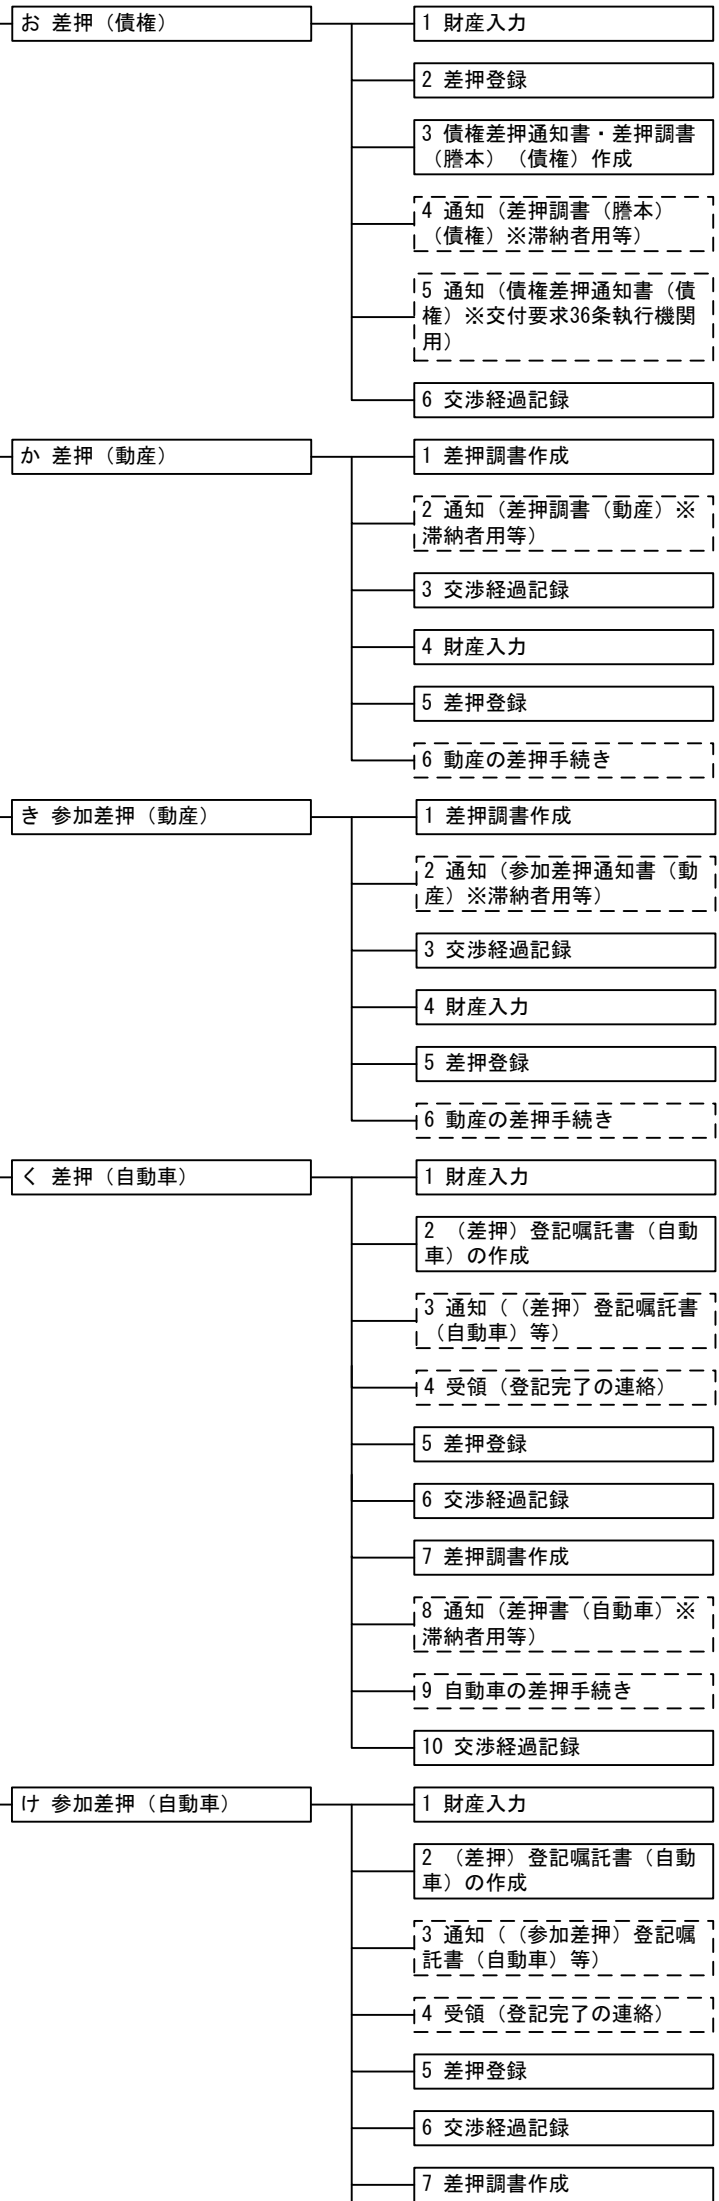 お 差押（債権）
1 財産入力
2 差押登録
3 債権差押通知書・差押調書
（謄本）（債権）作成
4 通知（差押調書（謄本）
（債権）※滞納者用等）
5 通知（債権差押通知書（債
権）※交付要求36条執行機関
用）
6 交渉経過記録
か 差押（動産）
1 差押調書作成
2 通知（差押調書（動産）※
滞納者用等）
3 交渉経過記録
4 財産入力
5 差押登録
6 動産の差押手続き
き 参加差押（動産）
1 差押調書作成
2 通知（参加差押通知書（動
産）※滞納者用等）
3 交渉経過記録
4 財産入力
5 差押登録
6 動産の差押手続き
く 差押（自動車）
1 財産入力
2 （差押）登記嘱託書（自動
車）の作成
3 通知（（差押）登記嘱託書
（自動車）等）
4 受領（登記完了の連絡）
5 差押登録
6 交渉経過記録
7 差押調書作成
8 通知（差押書（自動車）※
滞納者用等）
9 自動車の差押手続き
10 交渉経過記録
け 参加差押（自動車）
1 財産入力
2 （差押）登記嘱託書（自動
車）の作成
3 通知（（参加差押）登記嘱
託書（自動車）等）
4 受領（登記完了の連絡）
5 差押登録
6 交渉経過記録
7 差押調書作成